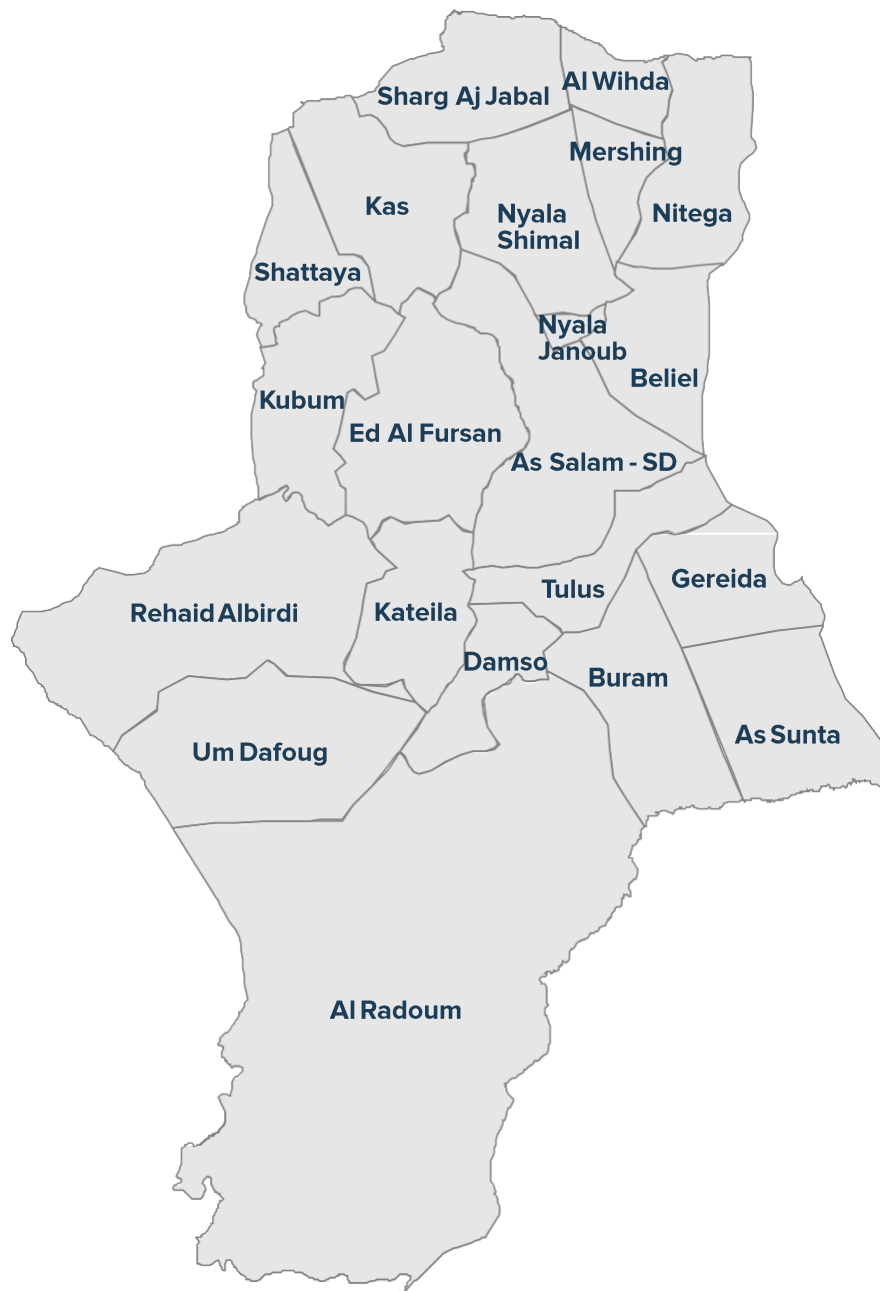 Al Wihda
Sharg Aj Jabal
Mershing
Kas
Nyala
Shimal
Nitega
Shattaya
Nyala
Janoub
Beliel
Kubum
Ed Al Fursan
As Salam - SD
Gereida
Tulus
Rehaid Albirdi
Kateila
Damso
Buram
As Sunta
Um Dafoug
Al Radoum